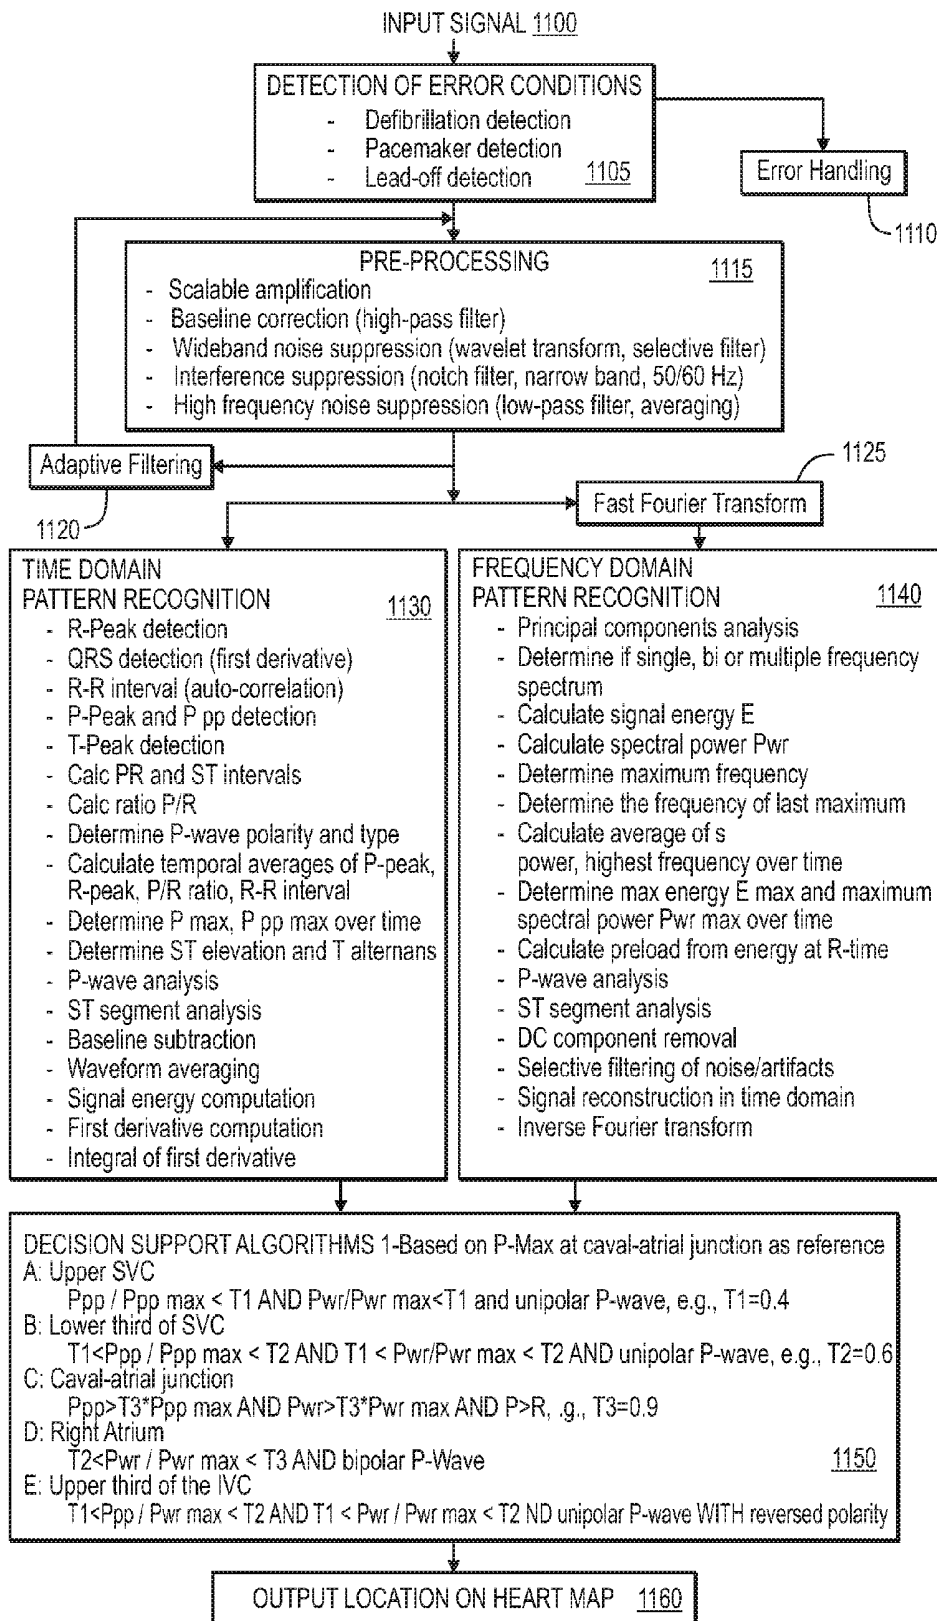 INPUT SIGNAL 1100
DETECTION OF ERROR CONDITIONS
- Defibrillation detection
- Pacemaker detection
- Lead-off detection
1105
Error Handling
1110
PRE-PROCESSING
1115
- Scalable amplification
- Baseline correction (high-pass filter)
- Wideband noise suppression (wavelet transform, selective filter)
- Interference suppression (notch filter, narrow band, 50/60 Hz)
- High frequency noise suppression (low-pass filter, averaging)
Adaptive Filtering
1120
1125
Fast Fourier Transform
TIME DOMAIN
PATTERN RECOGNITION
1130
- R-Peak detection
- QRS detection (first derivative)
- R-R interval (auto-correlation)
- P-Peak and P pp detection
- T-Peak detection
- Calc PR and ST intervals
- Calc ratio P/R
- Determine P-wave polarity and type
- Calculate temporal averages of P-peak,
R-peak, P/R ratio, R-R interval
- Determine P max, P pp max over time
- Determine ST elevation and T alternans
- P-wave analysis
- ST segment analysis
- Baseline subtraction
- Waveform averaging
- Signal energy computation
- First derivative computation
- Integral of first derivative
FREQUENCY DOMAIN
PATTERN RECOGNITION
1140
- Principal components analysis
- Determine if single, bi or multiple frequency
spectrum
- Calculate signal energy E
- Calculate spectral power Pwr
- Determine maximum frequency
- Determine the frequency of last maximum
- Calculate average of s
power, highest frequency over time
- Determine max energy E max and maximum
spectral power Pwr max over time
- Calculate preload from energy at R-time
- P-wave analysis
- ST segment analysis
- DC component removal
- Selective filtering of noise/artifacts
- Signal reconstruction in time domain
- Inverse Fourier transform
DECISION SUPPORT ALGORITHMS 1-Based on P-Max at caval-atrial junction as reference
A: Upper SVC
Ppp / Ppp max < T1 AND Pwr/Pwr max<T1 and unipolar P-wave, e.g., T1=0.4
B: Lower third of SVC
T1<Ppp / Ppp max < T2 AND T1 < Pwr/Pwr max < T2 AND unipolar P-wave, e.g., T2=0.6
C: Caval-atrial junction
Ppp>T3*Ppp max AND Pwr>T3*Pwr max AND P>R, .g., T3=0.9
D: Right Atrium
T2<Pwr / Pwr max < T3 AND bipolar P-Wave
1150
E: Upper third of the IVC
T1<Ppp / Pwr max < T2 AND T1 < Pwr / Pwr max < T2 ND unipolar P-wave WITH reversed polarity
OUTPUT LOCATION ON HEART MAP 1160